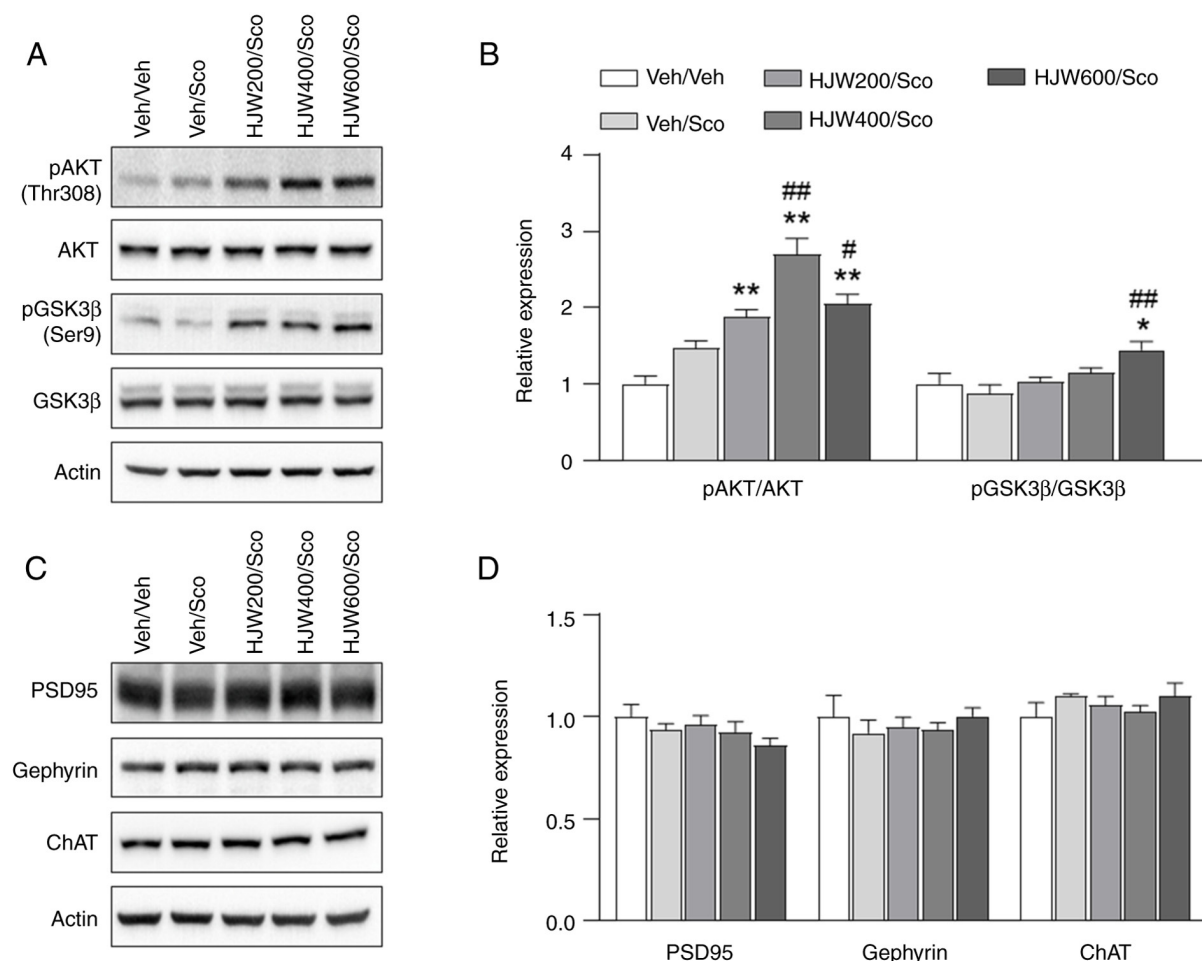 A
Veh/Veh
Veh/Sco
HJW200/Sco
HJW400/Sco
HJW600/Sco
pAKT
(Thr308)
AKT
pGSK3β
(Ser9)
GSK3β
Actin
B
Veh/Veh
HJW200/Sco
HJW600/Sco
Veh/Sco
HJW400/Sco
Relative expression
4
3
2
1
0
**
##
**
#
**
##
*
pAKT/AKT
pGSK3β/GSK3β
C
Veh/Veh
Veh/Sco
HJW200/Sco
HJW400/Sco
HJW600/Sco
PSD95
Gephyrin
ChAT
Actin
D
Relative expression
1.5
1.0
0.5
0.0
PSD95
Gephyrin
ChAT